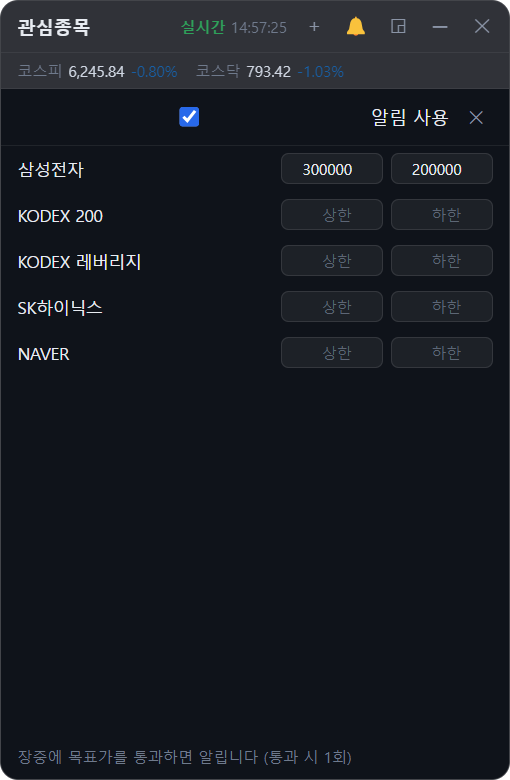 관심종목 실시간 14:57:25
코스피 6,245.84 -0.80% 코스닥 793.42 -1.03%
알림 사용
삼성전자 300000 200000
KODEX 200 상한 하한
KODEX 레버리지 상한 하한
SK하이닉스 상한 하한
NAVER 상한 하한
장중에 목표가를 통과하면 알립니다 (통과 시 1회)